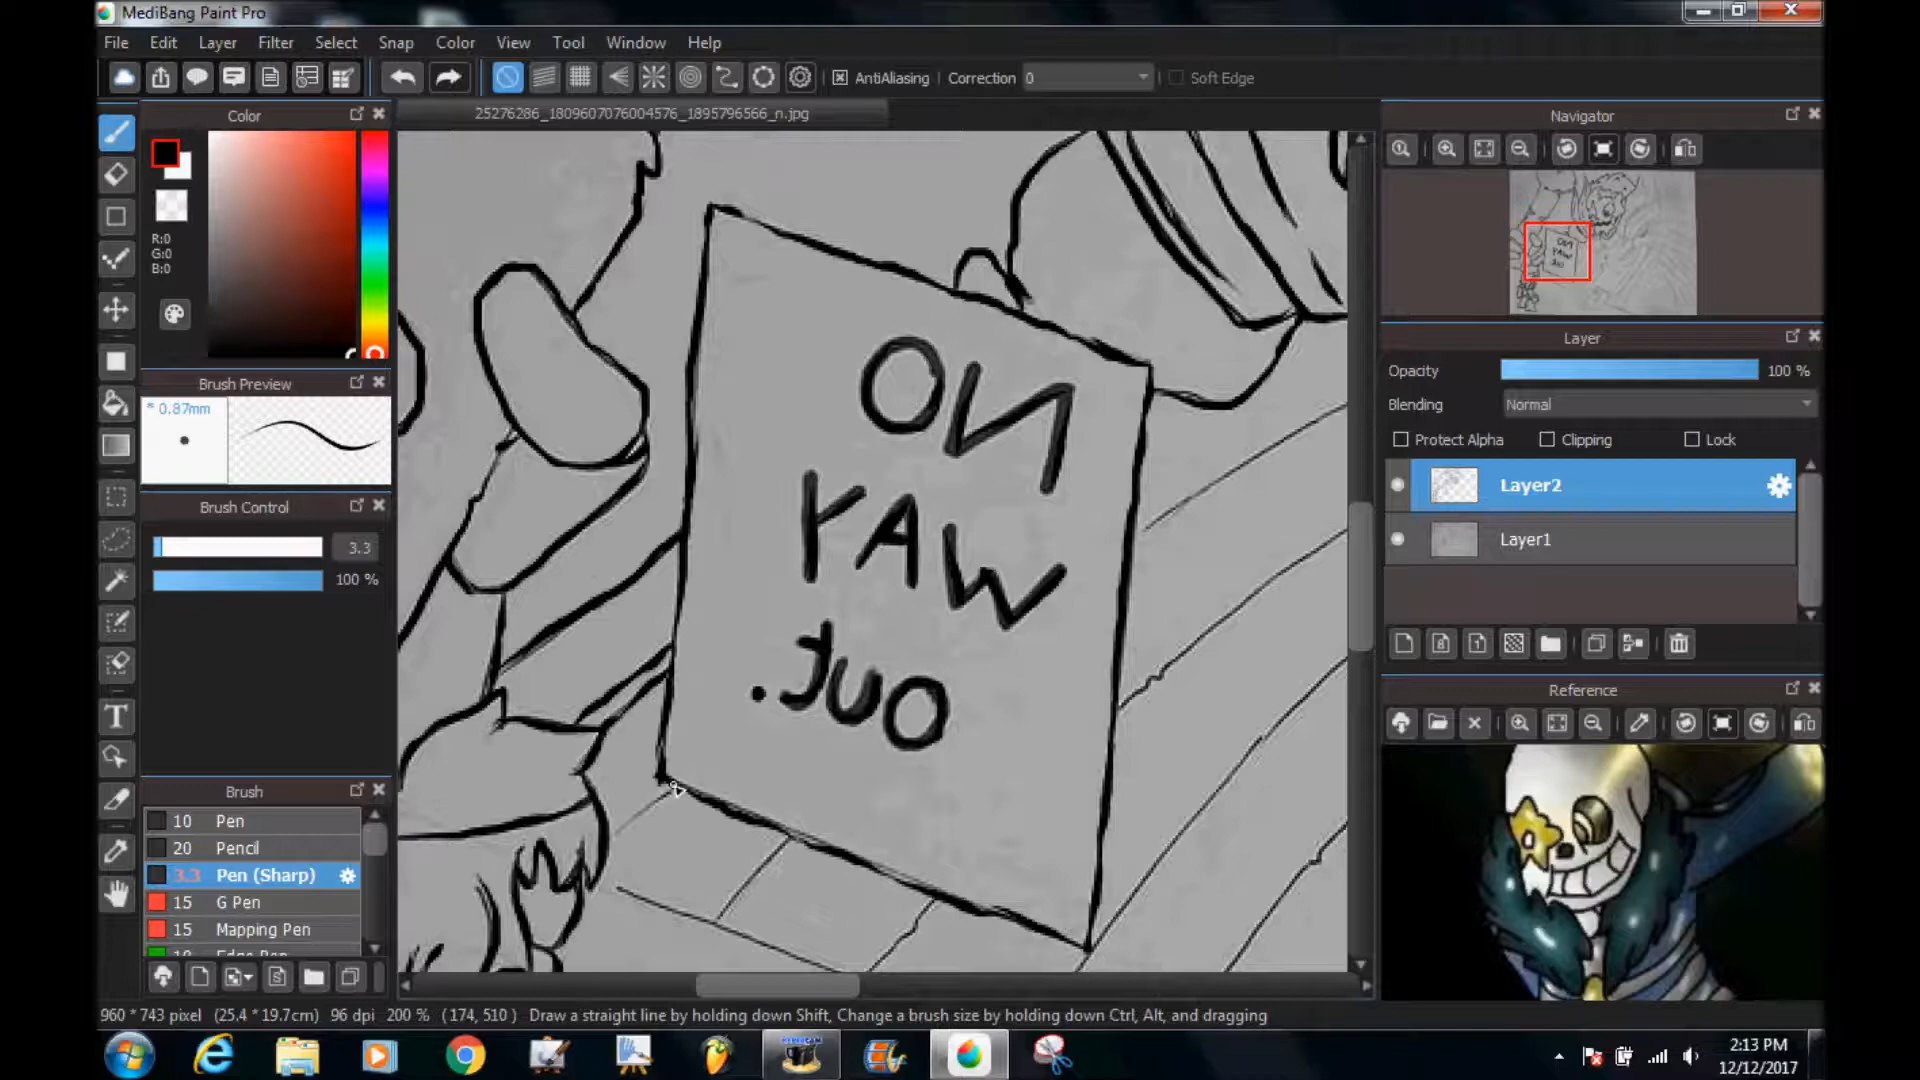 MediBang Paint Pro
File Edit Layer Filter Select Snap Color View Tool Window Help
AntiAliasing Correction 0 Soft Edge
25276286_1809607076004576_1895796566_n.jpg
Color
R:0
G:0
B:0
Brush Preview
* 0.87mm
Brush Control
3.3
100 %
Brush
10 Pen
20 Pencil
3.3 Pen (Sharp)
15 G Pen
15 Mapping Pen
NO
WAY
OUt.
Navigator
Layer
Opacity 100 %
Blending Normal
Protect Alpha Clipping Lock
Layer2
Layer1
Reference
960 * 743 pixel (25.4 * 19.7cm) 96 dpi 200 % ( 174, 510 ) Draw a straight line by holding down Shift, Change a brush size by holding down Ctrl, Alt, and dragging
2:13 PM
12/12/2017